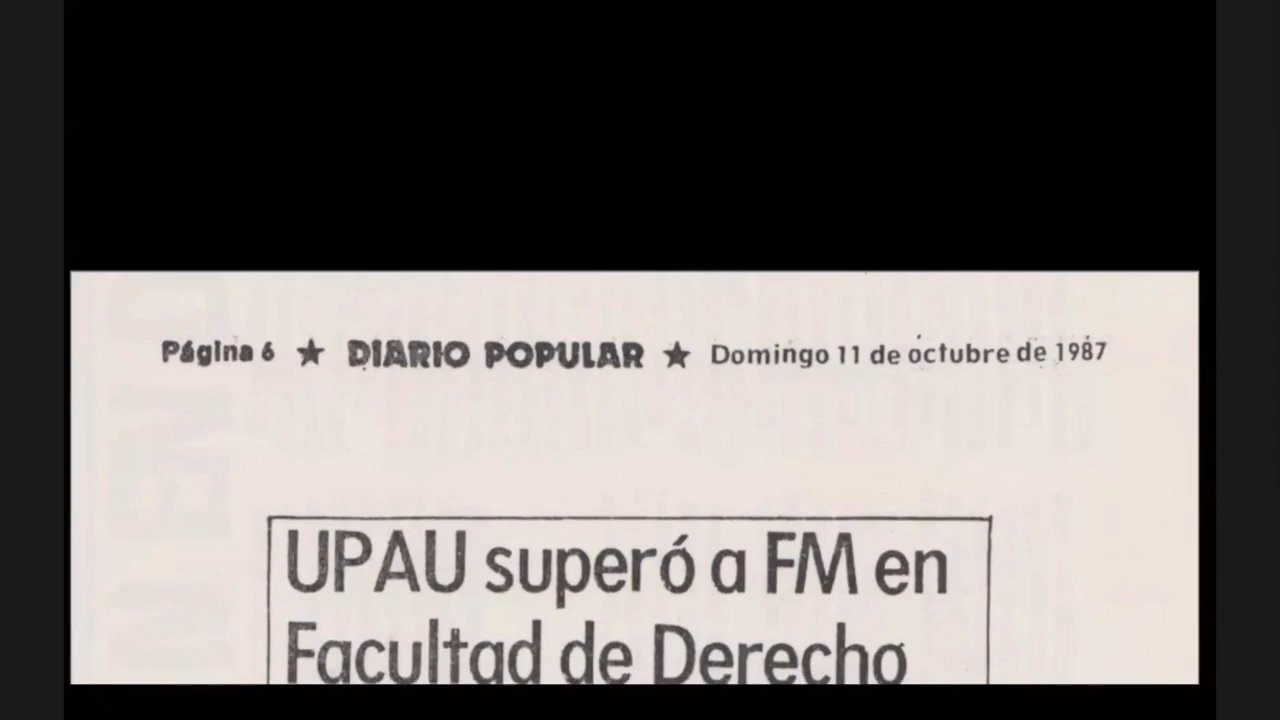 Página 6 ★ DIARIO POPULAR ★ Domingo 11 de octubre de 1987
UPAU superó a FM en
Facultad de Derecho